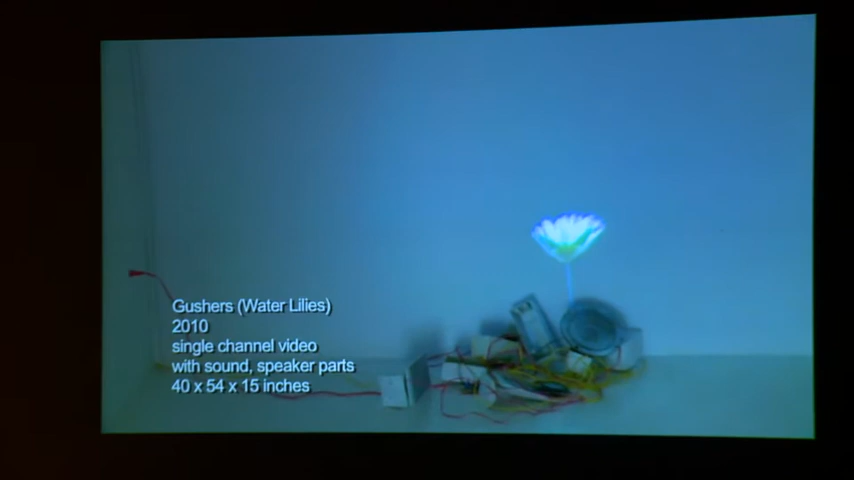 Gushers (Water Lilies)
2010
single channel video
with sound, speaker parts
40 x 54 x 15 inches